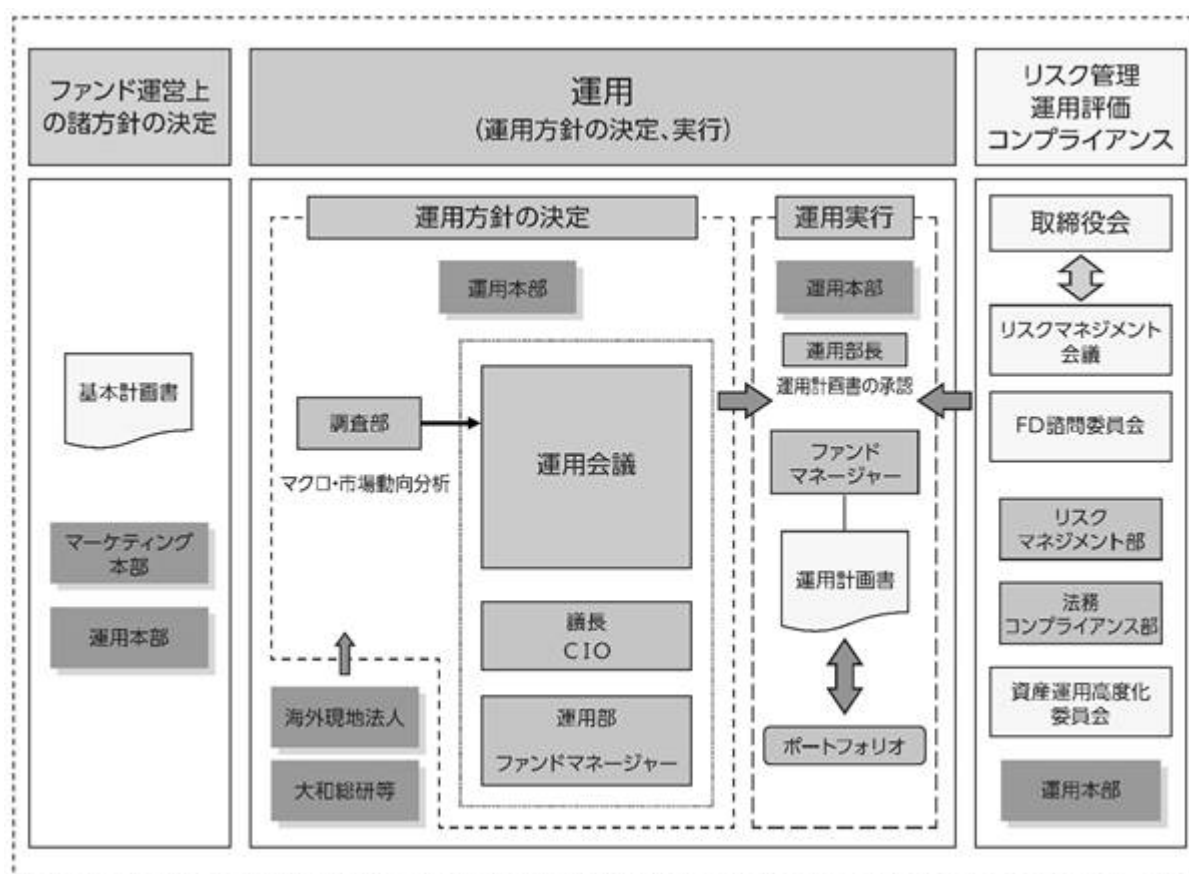 ファンド運営上
の諸方針の決定
基本計画書
マーケティング
本部
運用本部
運用
(運用方針の決定、実行)
運用方針の決定
運用本部
調査部
マクロ・市場動向分析
運用会議
議長
CIO
運用部
ファンドマネージャー
海外現地法人
大和総研等
運用実行
運用本部
運用部長
運用計画書の承認
ファンド
マネージャー
運用計画書
ポートフォリオ
リスク管理
運用評価
コンプライアンス
取締役会
リスクマネジメント
会議
FD諮問委員会
リスク
マネジメント部
法務
コンプライアンス部
資産運用高度化
委員会
運用本部